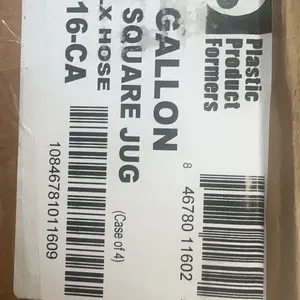 Plastic
Product
Formers
8
46780 11602
GALLON
SQUARE JUG
(Case of 4)
-X HOSE
16-CA
10846781011609